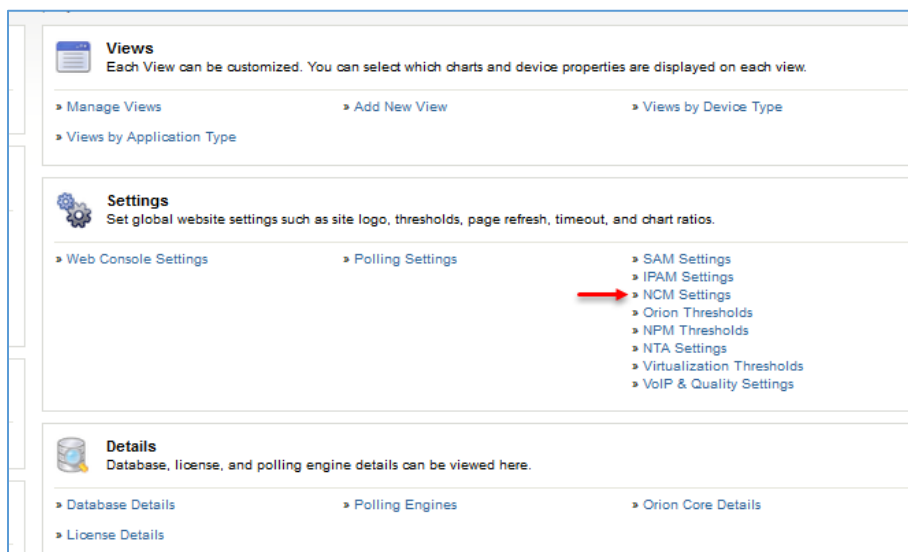 Views
Each View can be customized. You can select which charts and device properties are displayed on each view.
» Manage Views
» Add New View
» Views by Device Type
» Views by Application Type
Settings
Set global website settings such as site logo, thresholds, page refresh, timeout, and chart ratios.
» Web Console Settings
» Polling Settings
» SAM Settings
» IPAM Settings
» NCM Settings
» Orion Thresholds
» NPM Thresholds
» NTA Settings
» Virtualization Thresholds
» VoIP & Quality Settings
Details
Database, license, and polling engine details can be viewed here.
» Database Details
» Polling Engines
» Orion Core Details
» License Details